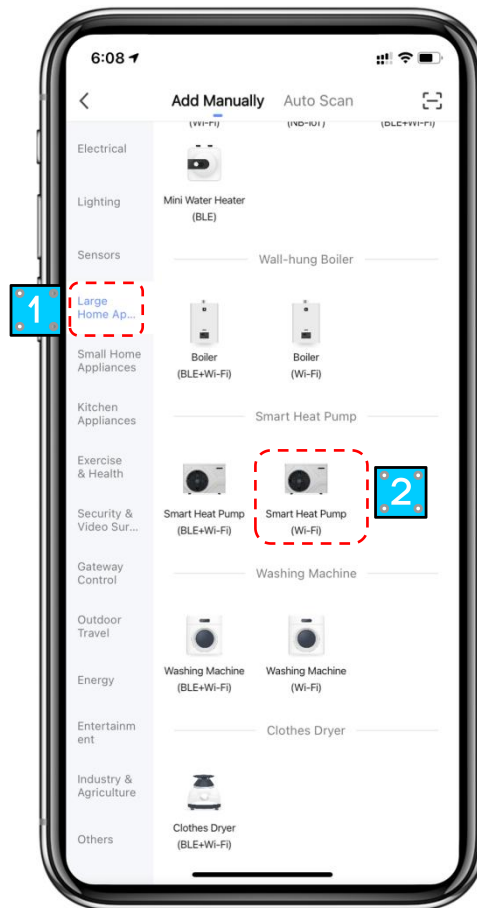 6:08
Add Manually Auto Scan
Electrical
Lighting
Sensors
Large
Home Ap...
Small Home
Appliances
Kitchen
Appliances
Exercise
& Health
Security &
Video Sur...
Gateway
Control
Outdoor
Travel
Energy
Entertainm
ent
Industry &
Agriculture
Others
1
(Wi-Fi) (NB-IoT) (BLE+Wi-Fi)
Mini Water Heater
(BLE)
Wall-hung Boiler
Boiler
(BLE+Wi-Fi)
Boiler
(Wi-Fi)
Smart Heat Pump
Smart Heat Pump
(BLE+Wi-Fi)
Smart Heat Pump
(Wi-Fi)
2
Washing Machine
Washing Machine
(BLE+Wi-Fi)
Washing Machine
(Wi-Fi)
Clothes Dryer
Clothes Dryer
(BLE+Wi-Fi)